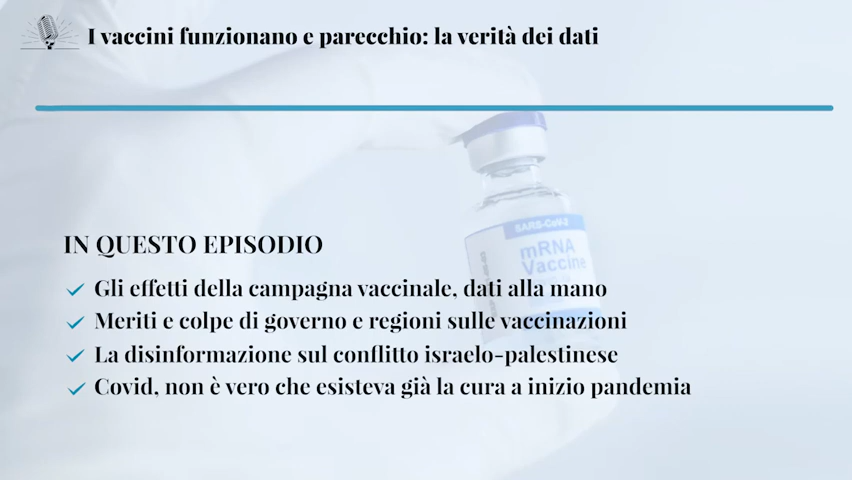 I vaccini funzionano e parecchio: la verità dei dati
SARS-CoV-2
mRNA
Vaccine
IN QUESTO EPISODIO
Gli effetti della campagna vaccinale, dati alla mano
Meriti e colpe di governo e regioni sulle vaccinazioni
La disinformazione sul conflitto israelo-palestinese
Covid, non è vero che esisteva già la cura a inizio pandemia